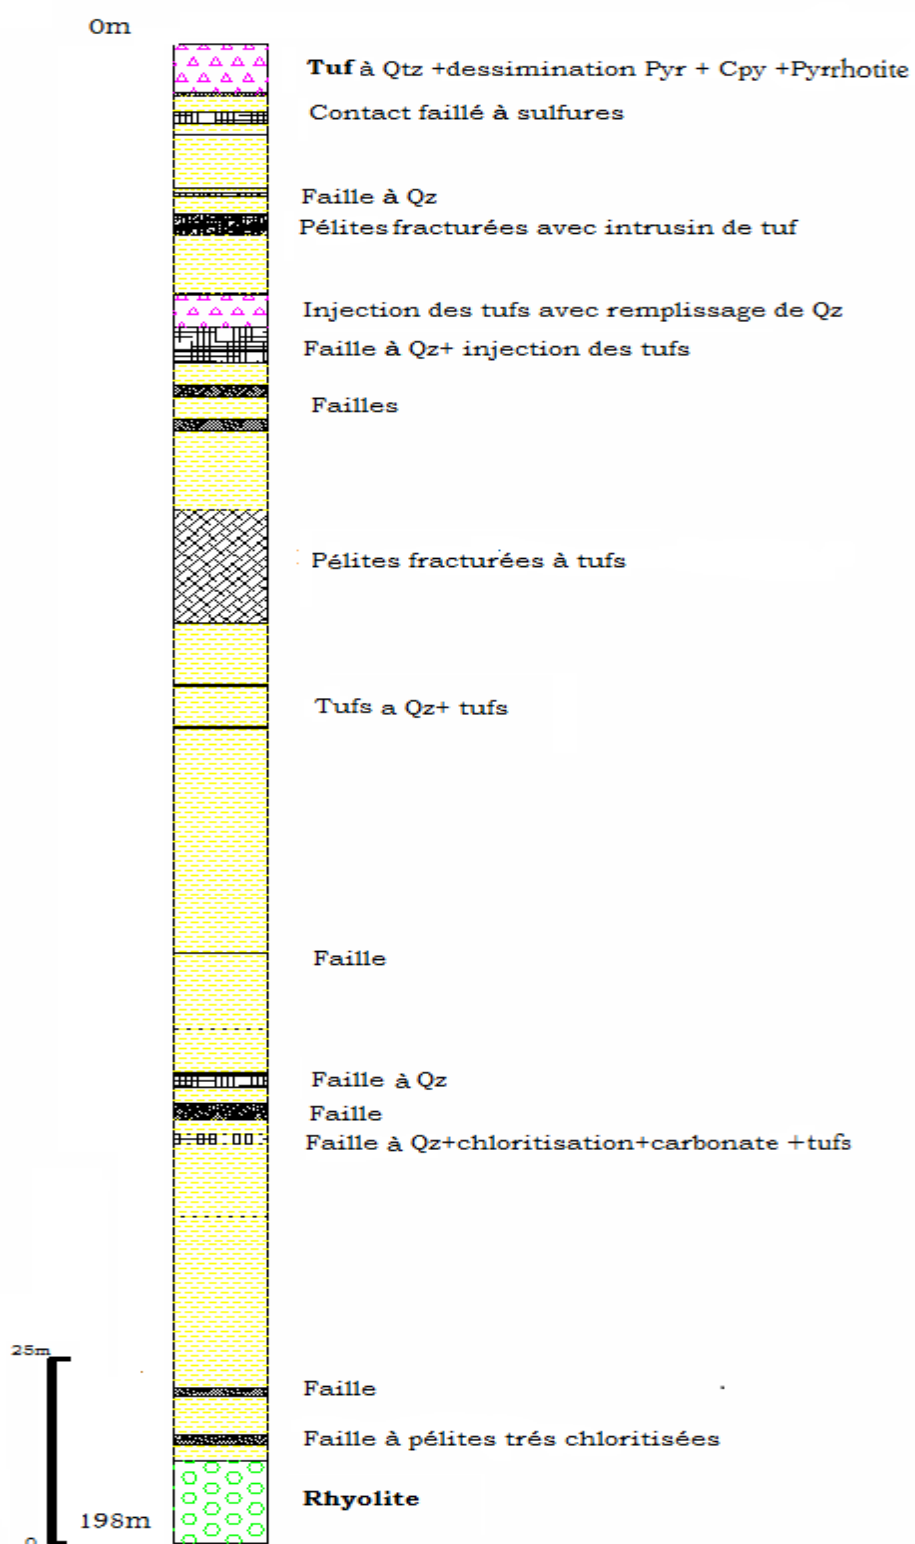 0m
Tuf à Qtz +dessimination Pyr + Cpy +Pyrrhotite
Contact faillé à sulfures
Faille à Qz
Pélites fracturées avec intrusin de tuf
Injection des tufs avec remplissage de Qz
Faille à Qz+ injection des tufs
Failles
Pélites fracturées à tufs
Tufs a Qz+ tufs
Faille
Faille à Qz
Faille
Faille à Qz+chloritisation+carbonate +tufs
25m
Faille
Faille à pélites trés chloritisées
Rhyolite
198m
0